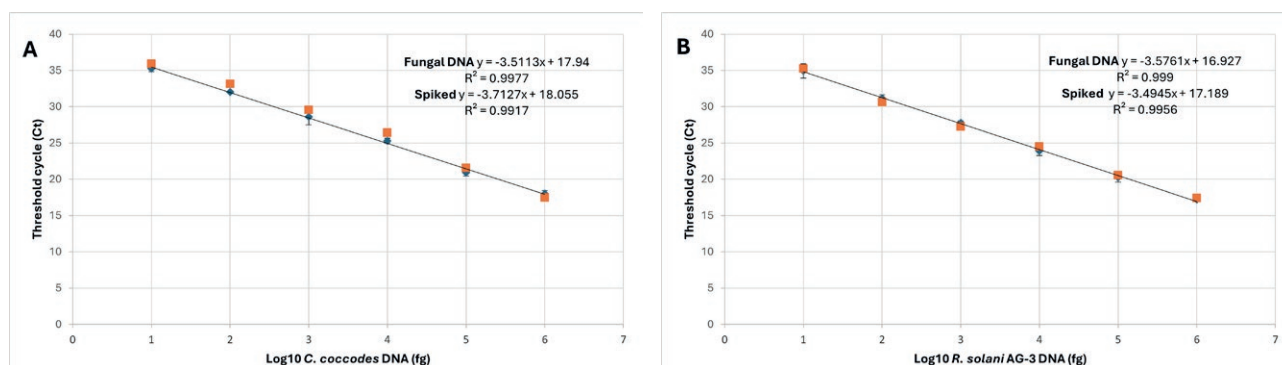 A
Fungal DNA y = -3.5113x + 17.94
R² = 0.9977
Spiked y = -3.7127x + 18.055
R² = 0.9917
Threshold cycle (Ct)
40
35
30
25
20
15
10
5
0
0 1 2 3 4 5 6 7
Log10 C. coccodes DNA (fg)
B
Fungal DNA y = -3.5761x + 16.927
R² = 0.999
Spiked y = -3.4945x + 17.189
R² = 0.9956
Threshold cycle (Ct)
40
35
30
25
20
15
10
5
0
0 1 2 3 4 5 6 7
Log10 R. solani AG-3 DNA (fg)